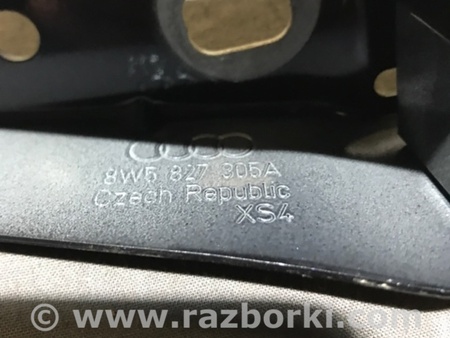 8W5 827 305A
Czech Republic
XS4
© www.razborki.com